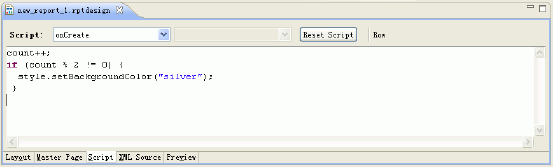 new_report_1.rptdesign
Script: onCreate Reset Script Row
count++;
if (count % 2 != 0) {
style.setBackgroundColor("silver");
}
Layout Master Page Script XML Source Preview